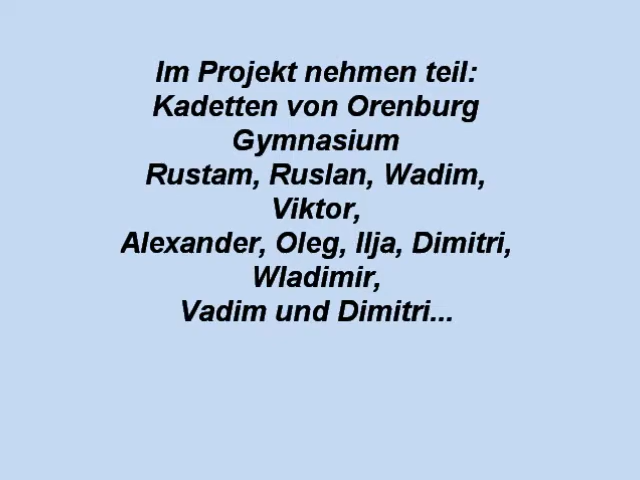 Im Projekt nehmen teil:
Kadetten von Orenburg
Gymnasium
Rustam, Ruslan, Wadim,
Viktor,
Alexander, Oleg, Ilja, Dimitri,
Wladimir,
Vadim und Dimitri...